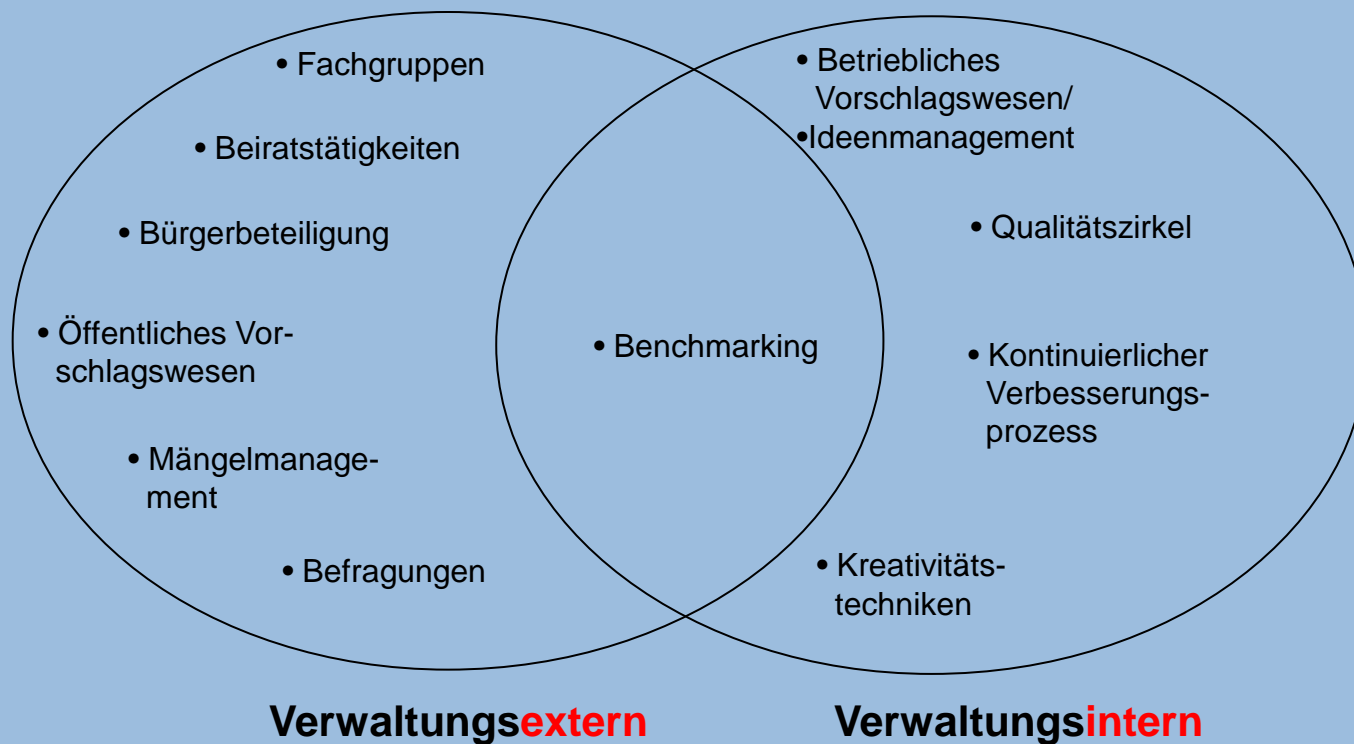 • Fachgruppen
• Beiratstätigkeiten
• Bürgerbeteiligung
• Öffentliches Vor-
schlagswesen
• Mängelmanage-
ment
• Befragungen
• Benchmarking
• Betriebliches
Vorschlagswesen/
•Ideenmanagement
• Qualitätszirkel
• Kontinuierlicher
Verbesserungs-
prozess
• Kreativitäts-
techniken
Verwaltungsextern
Verwaltungsintern